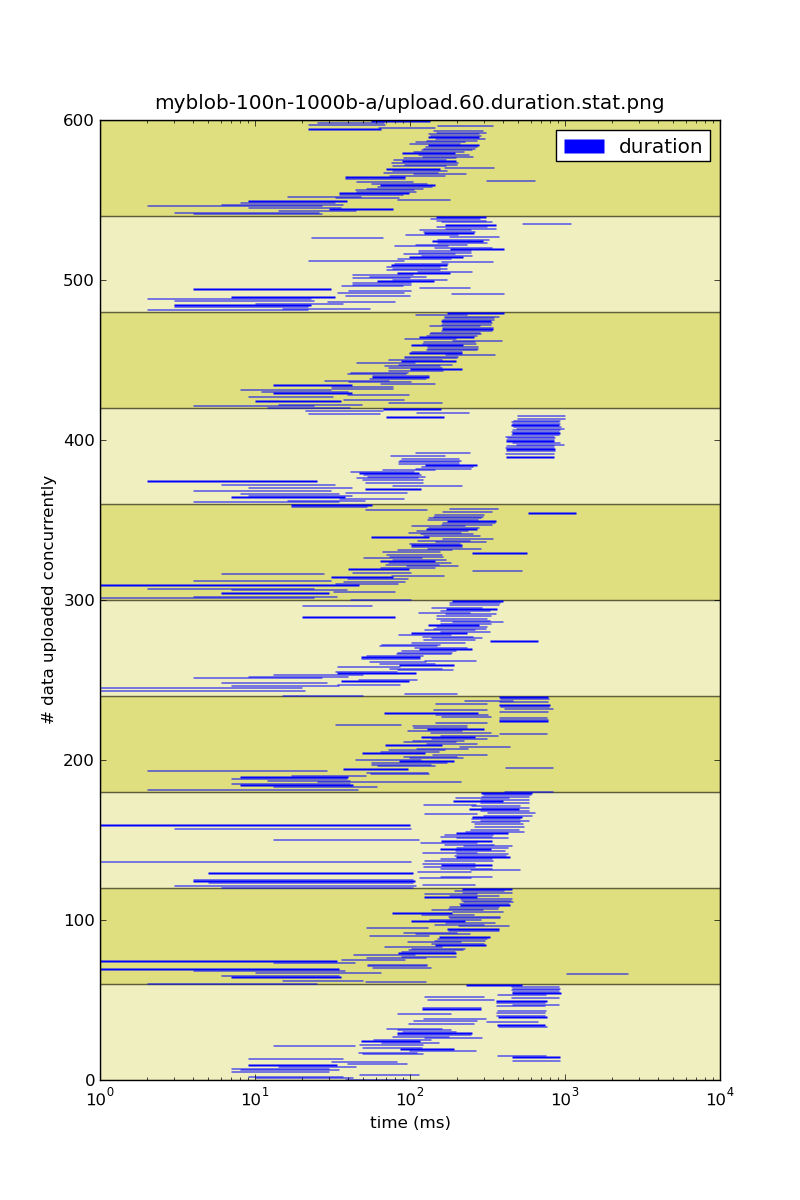 myblob-100n-1000b-a/upload.60.duration.stat.png
duration
600
500
400
300
200
100
0
# data uploaded concurrently
10^0 10^1 10^2 10^3 10^4
time (ms)